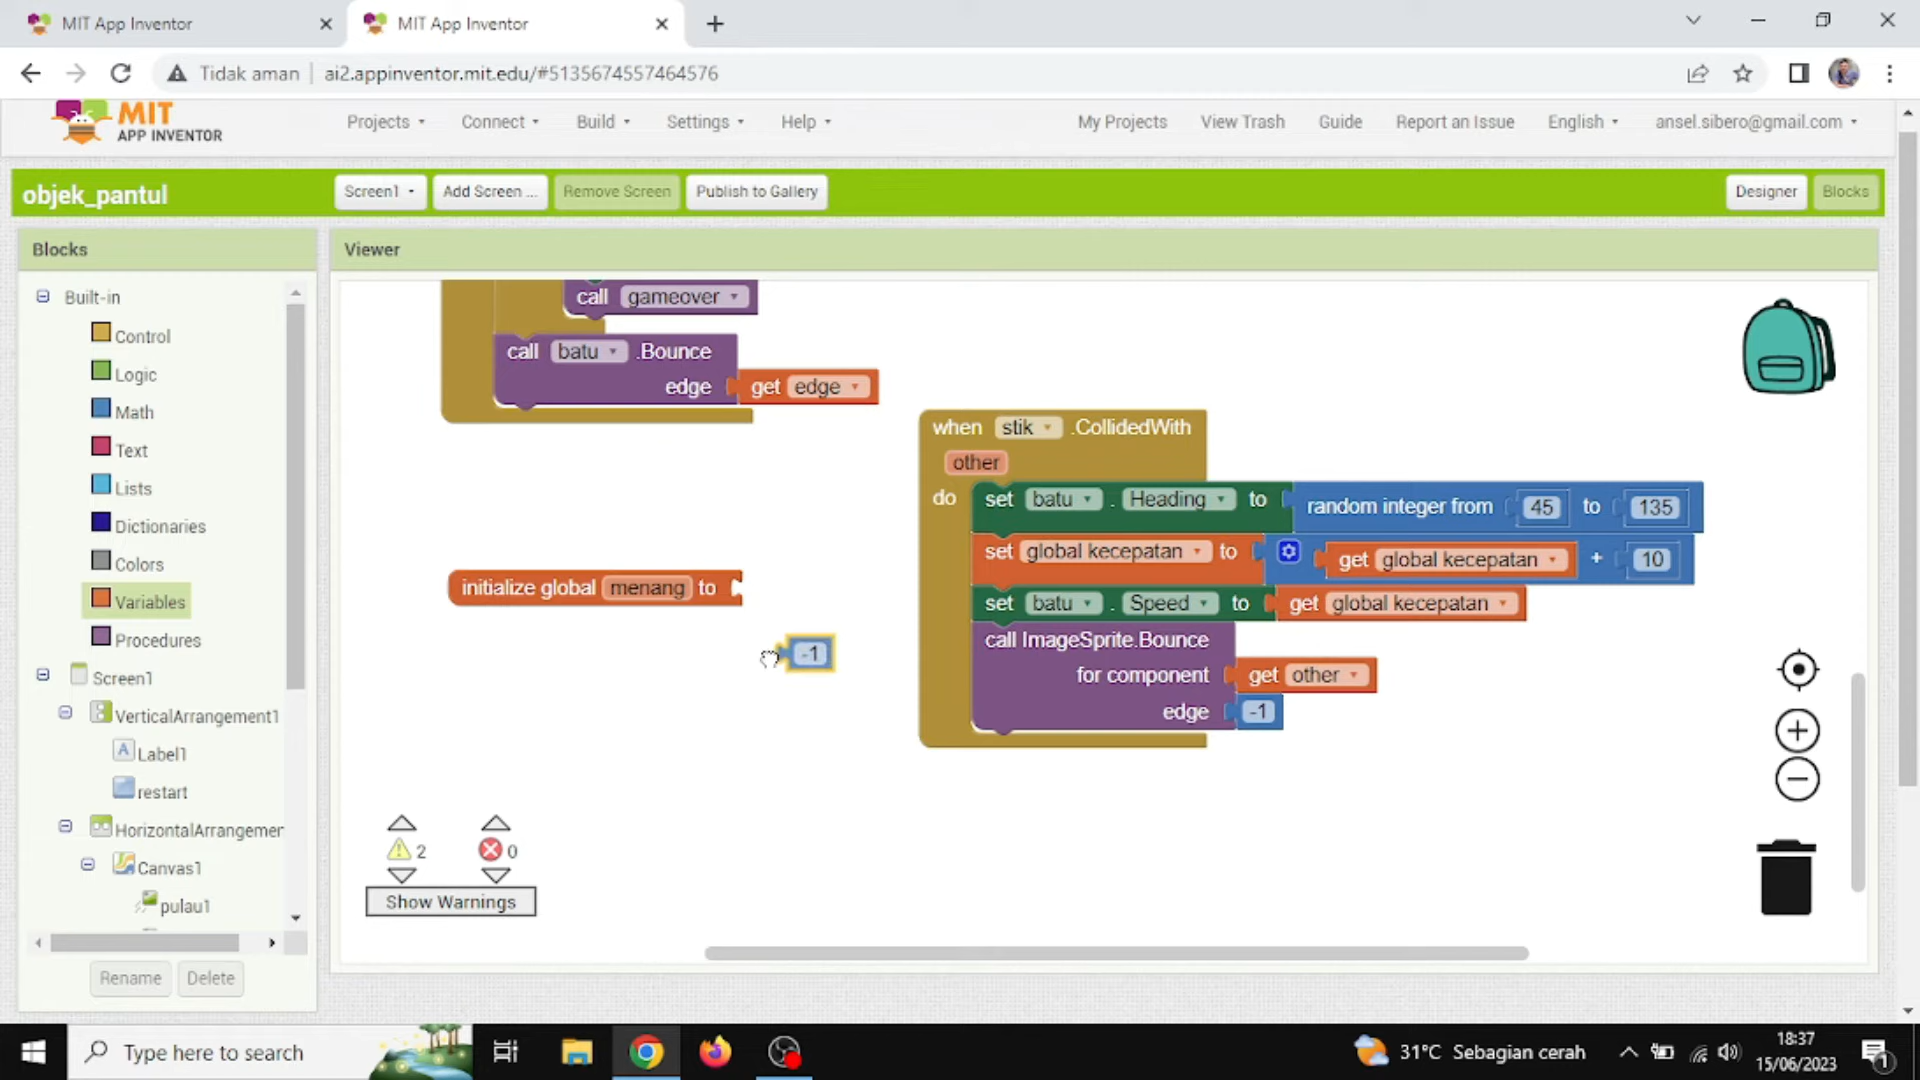 MIT App Inventor
MIT App Inventor
Tidak aman
ai2.appinventor.mit.edu/#5135674557464576
MIT
APP INVENTOR
Projects
Connect
Build
Settings
Help
My Projects
View Trash
Guide
Report an Issue
English
ansel.sibero@gmail.com
objek_pantul
Screen1
Add Screen ...
Remove Screen
Publish to Gallery
Designer
Blocks
Blocks
Viewer
Built-in
Control
Logic
Math
Text
Lists
Dictionaries
Colors
Variables
Procedures
Screen1
VerticalArrangement1
Label1
restart
HorizontalArrangemen
Canvas1
pulau1
Rename
Delete
call gameover
call batu .Bounce
edge get edge
initialize global menang to
-1
when stik .CollidedWith
other
do set batu . Heading to random integer from 45 to 135
set global kecepatan to get global kecepatan + 10
set batu . Speed to get global kecepatan
call ImageSprite.Bounce
for component get other
edge -1
2
0
Show Warnings
Type here to search
31°C Sebagian cerah
18:37
15/06/2023
1